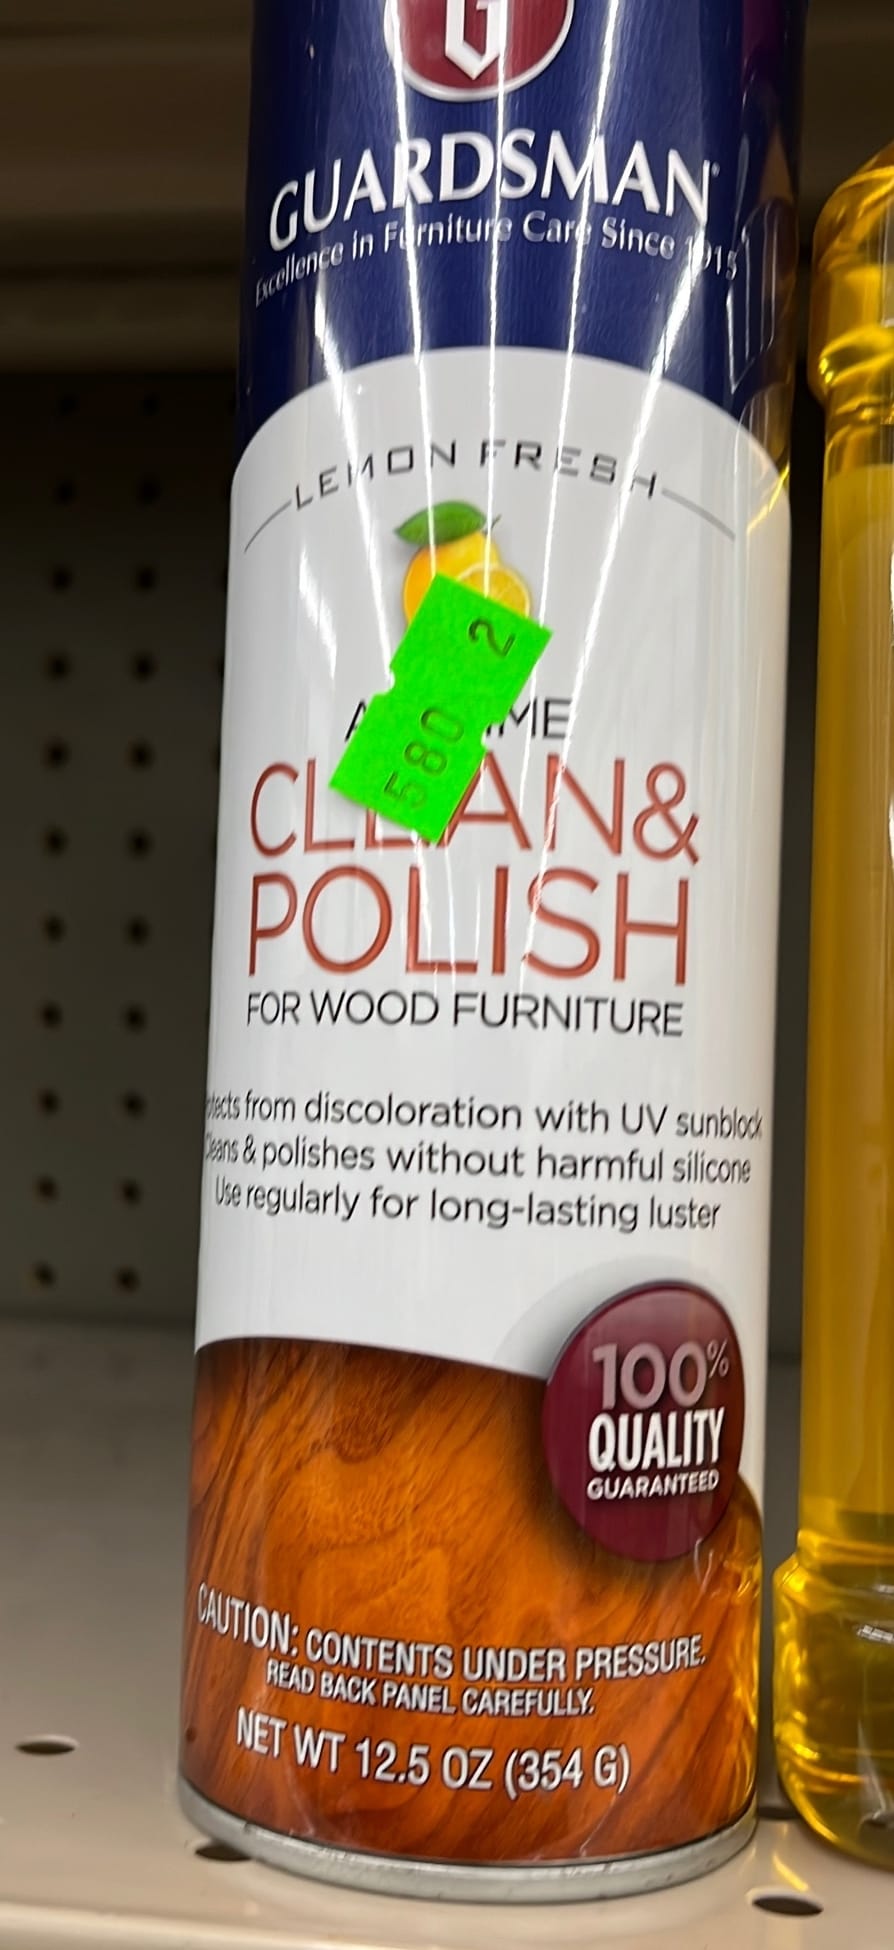 G
GUARDSMAN
Excellence in Furniture Care Since 1915
LEMON FRESH
2
580
CLEAN&
POLISH
FOR WOOD FURNITURE
from discoloration with UV sunblock
& polishes without harmful silicone
Use regularly for long-lasting luster
100%
QUALITY
GUARANTEED
CAUTION: CONTENTS UNDER PRESSURE.
READ BACK PANEL CAREFULLY.
NET WT 12.5 OZ (354 G)